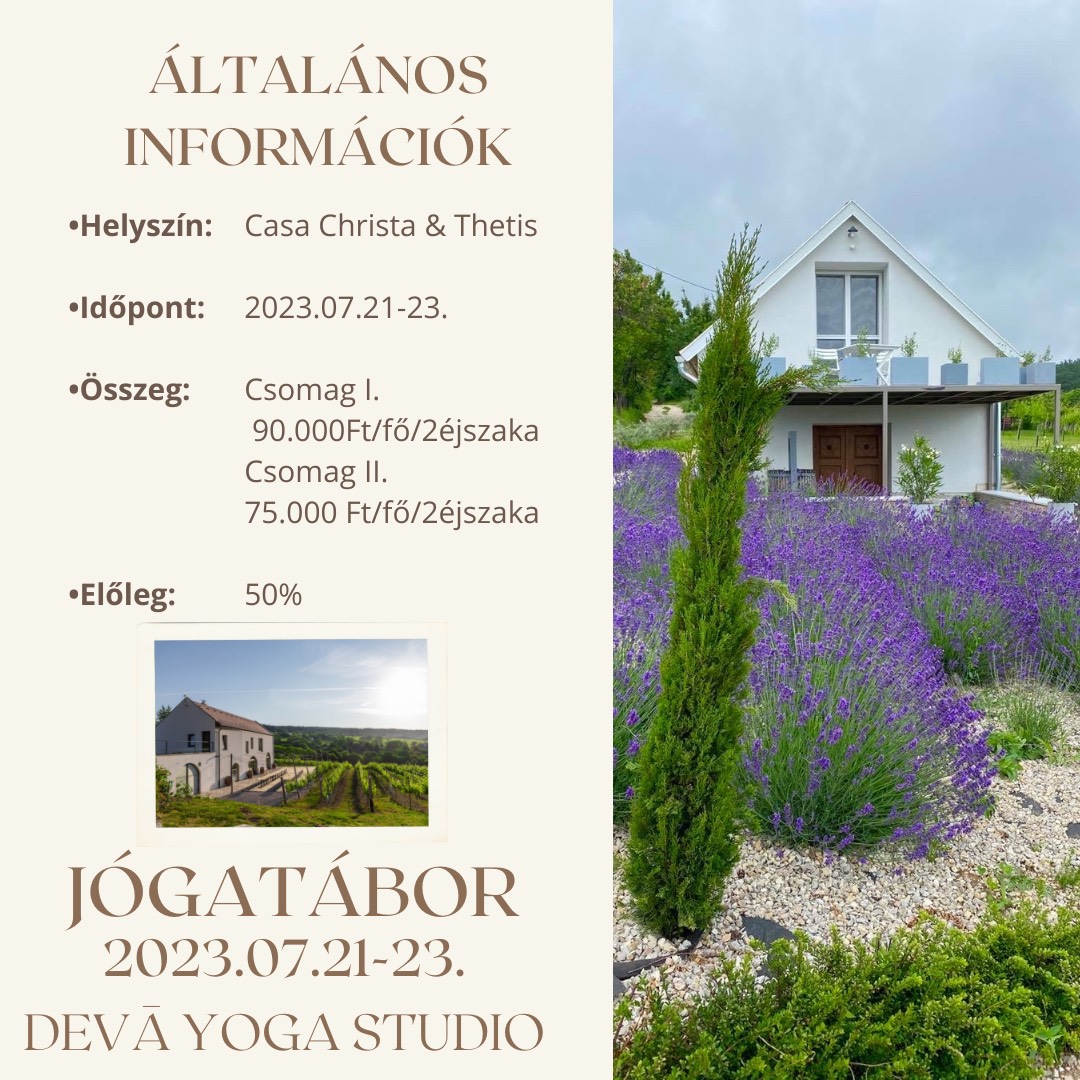 ÁLTALÁNOS
INFORMÁCIÓK
•Helyszín: Casa Christa & Thetis
•Időpont: 2023.07.21-23.
•Összeg: Csomag I.
90.000Ft/fő/2éjszaka
Csomag II.
75.000 Ft/fő/2éjszaka
•Előleg: 50%
JÓGATÁBOR
2023.07.21-23.
DEVĀ YOGA STUDIO